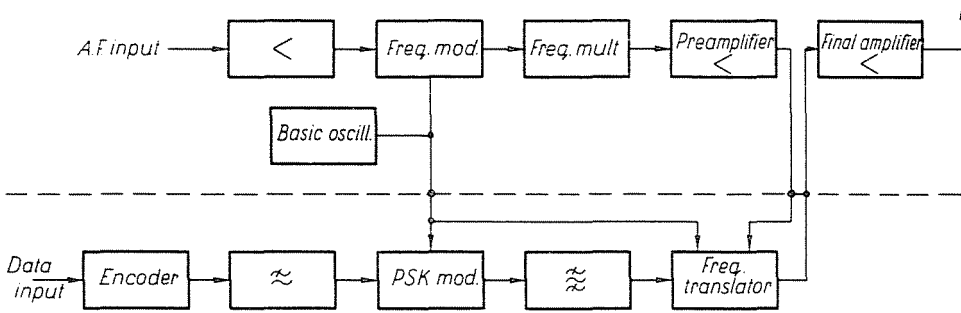 A.F. input
<
Freq. mod.
Freq. mult
Preamplifier
<
Final amplifier
<
Basic oscill.
Data
input
Encoder
≈
PSK mod.
≋
Freq.
translator